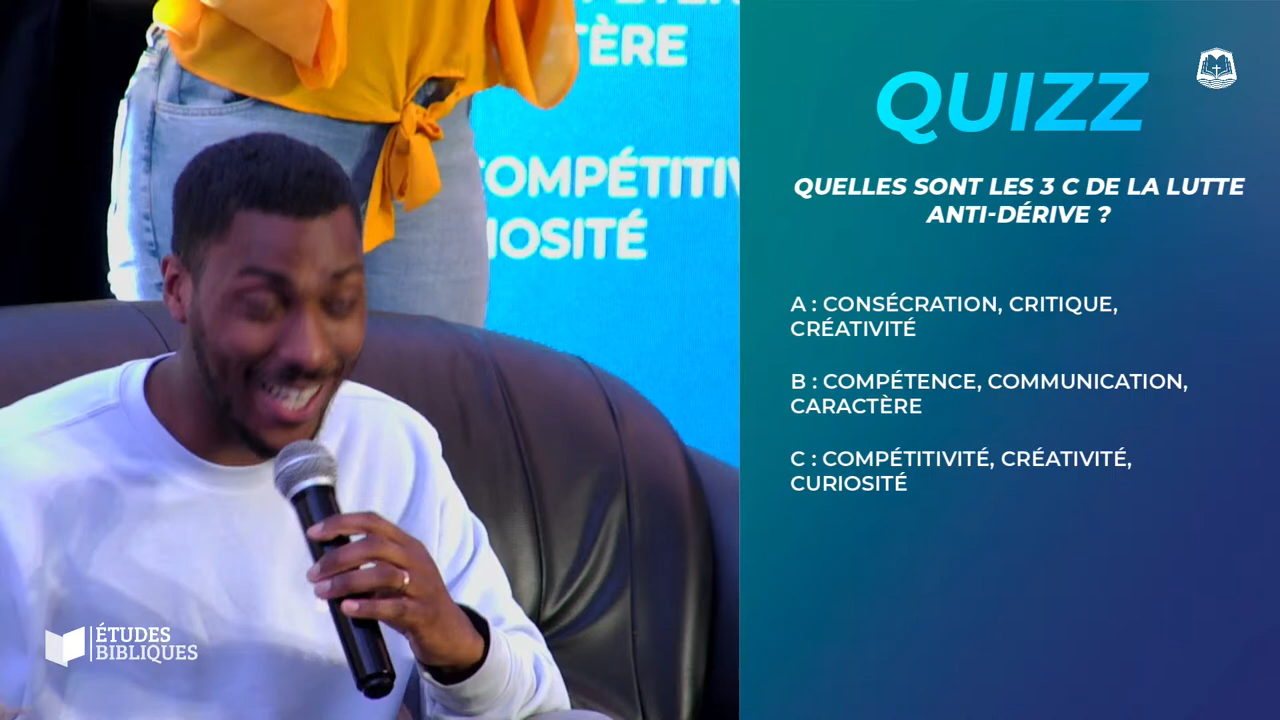 TÈRE
COMPÉTITIV
IOSITÉ
ÉTUDES
BIBLIQUES
QUIZZ
QUELLES SONT LES 3 C DE LA LUTTE
ANTI-DÉRIVE ?
A : CONSÉCRATION, CRITIQUE,
CRÉATIVITÉ
B : COMPÉTENCE, COMMUNICATION,
CARACTÈRE
C : COMPÉTITIVITÉ, CRÉATIVITÉ,
CURIOSITÉ